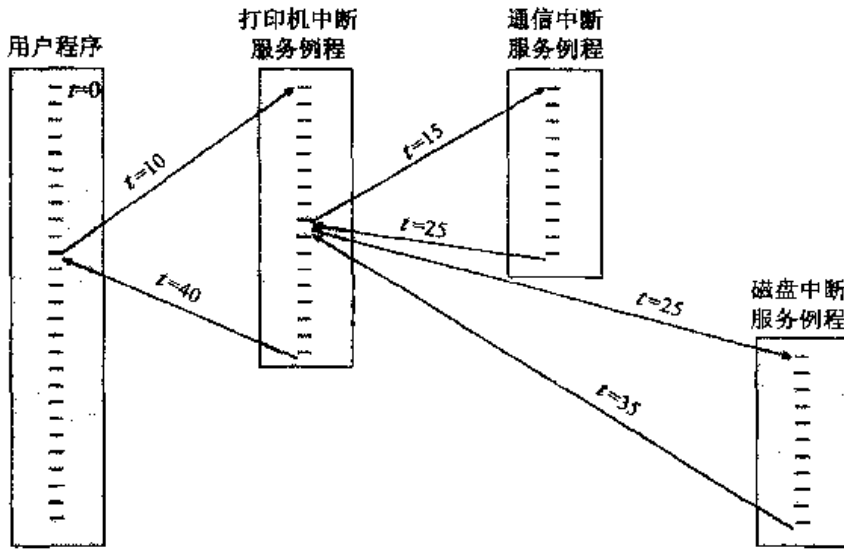 用户程序
打印机中断
服务例程
通信中断
服务例程
t=0
t=10
t=15
t=25
t=40
t=25
磁盘中断
服务例程
t=35